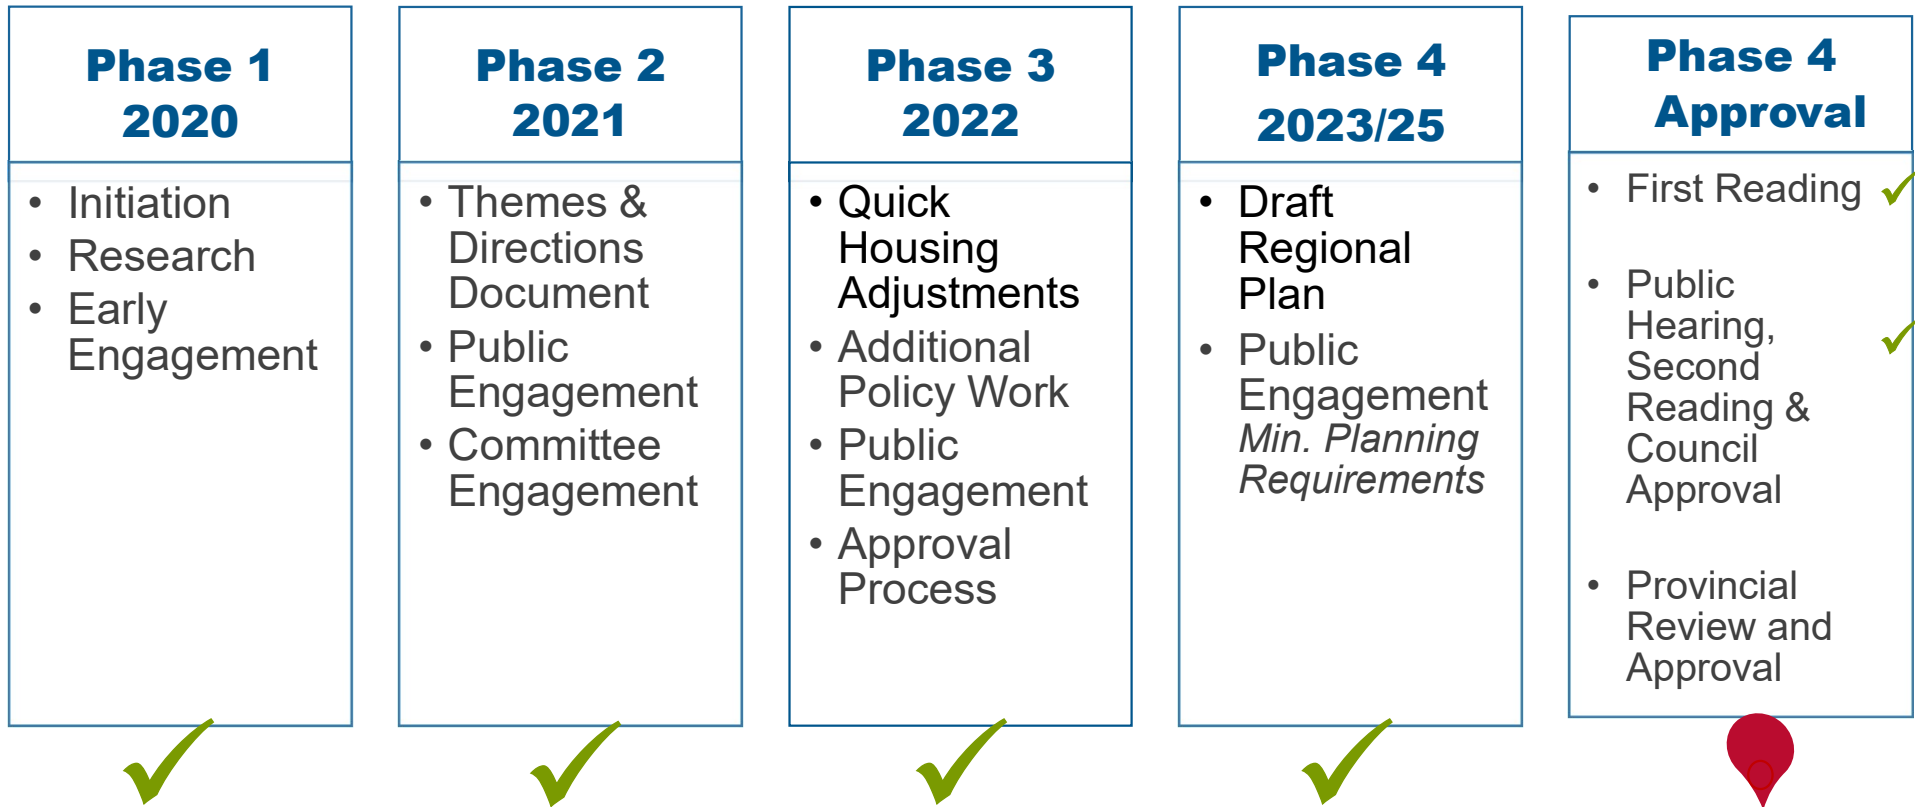 Phase 1
2020
• Initiation
• Research
• Early
Engagement
Phase 2
2021
• Themes &
Directions
Document
• Public
Engagement
• Committee
Engagement
Phase 3
2022
• Quick
Housing
Adjustments
• Additional
Policy Work
• Public
Engagement
• Approval
Process
Phase 4
2023/25
• Draft
Regional
Plan
• Public
Engagement
Min. Planning
Requirements
Phase 4
Approval
• First Reading
• Public
Hearing,
Second
Reading &
Council
Approval
• Provincial
Review and
Approval